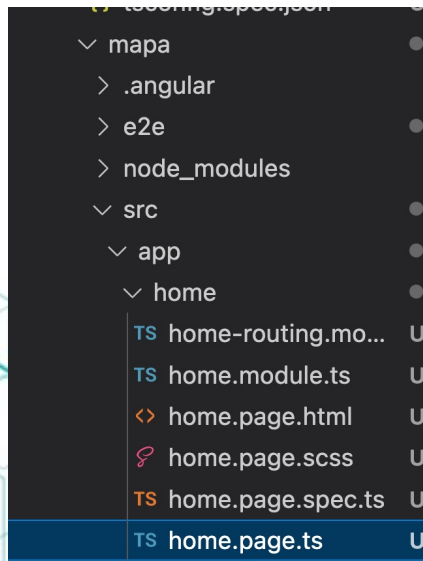 mapa
.angular
e2e
node_modules
src
app
home
TS home-routing.mo... U
TS home.module.ts U
<> home.page.html U
home.page.scss U
TS home.page.spec.ts U
TS home.page.ts U